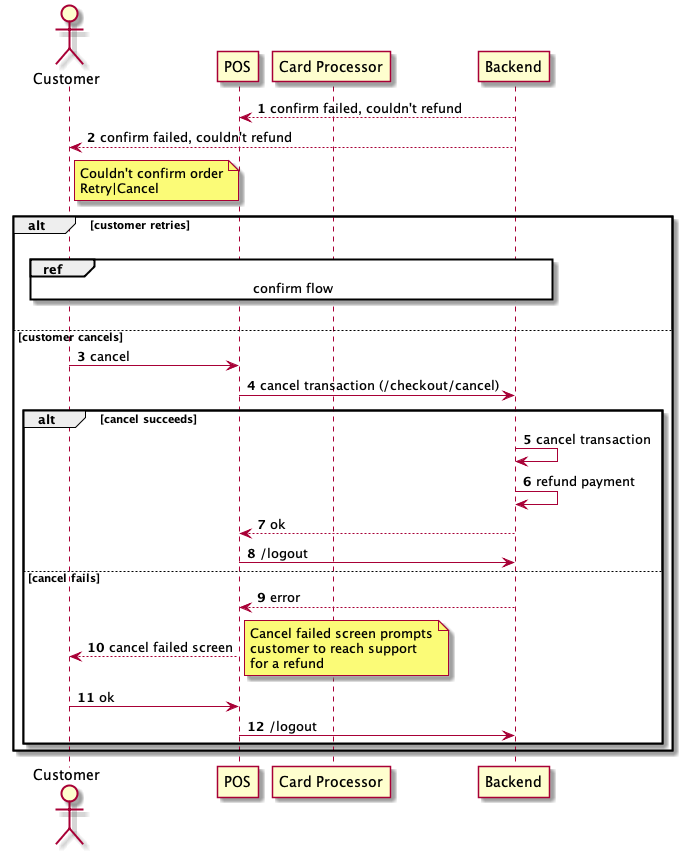 Customer
POS
Card Processor
Backend
1 confirm failed, couldn't refund
2 confirm failed, couldn't refund
Couldn't confirm order
Retry|Cancel
alt [customer retries]
ref
confirm flow
[customer cancels]
3 cancel
4 cancel transaction (/checkout/cancel)
alt [cancel succeeds]
5 cancel transaction
6 refund payment
7 ok
8 /logout
[cancel fails]
9 error
Cancel failed screen prompts
customer to reach support
for a refund
10 cancel failed screen
11 ok
12 /logout
Customer
POS
Card Processor
Backend